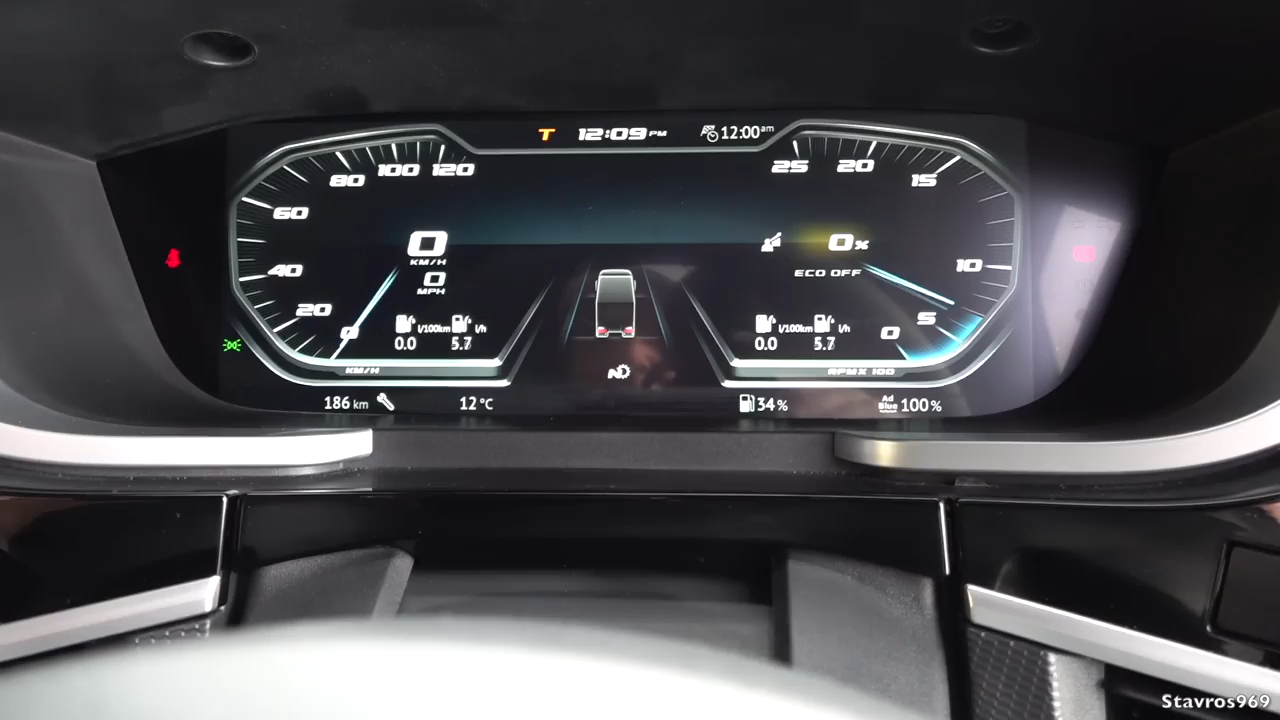 T 12:09 PM 12:00 am
120
100
80
60
40
20
0
KM/H
0
KM/H
0
MPH
l/100km l/h
0.0 5.7
25
20
15
10
5
0
RPM X 100
0 %
ECO OFF
l/100km l/h
0.0 5.7
N
186 km 12 °C 34 % Ad Blue 100 %
Stavros969